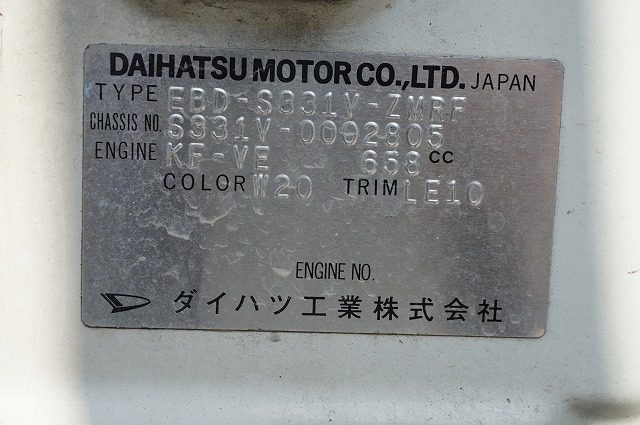 DAIHATSU MOTOR CO.,LTD. JAPAN
TYPE EBD-S331V-ZMRF
CHASSIS NO. S331V-0092805
ENGINE KF-VE 658 CC
COLOR W20 TRIM LE10
ENGINE NO.
ダイハツ工業株式会社